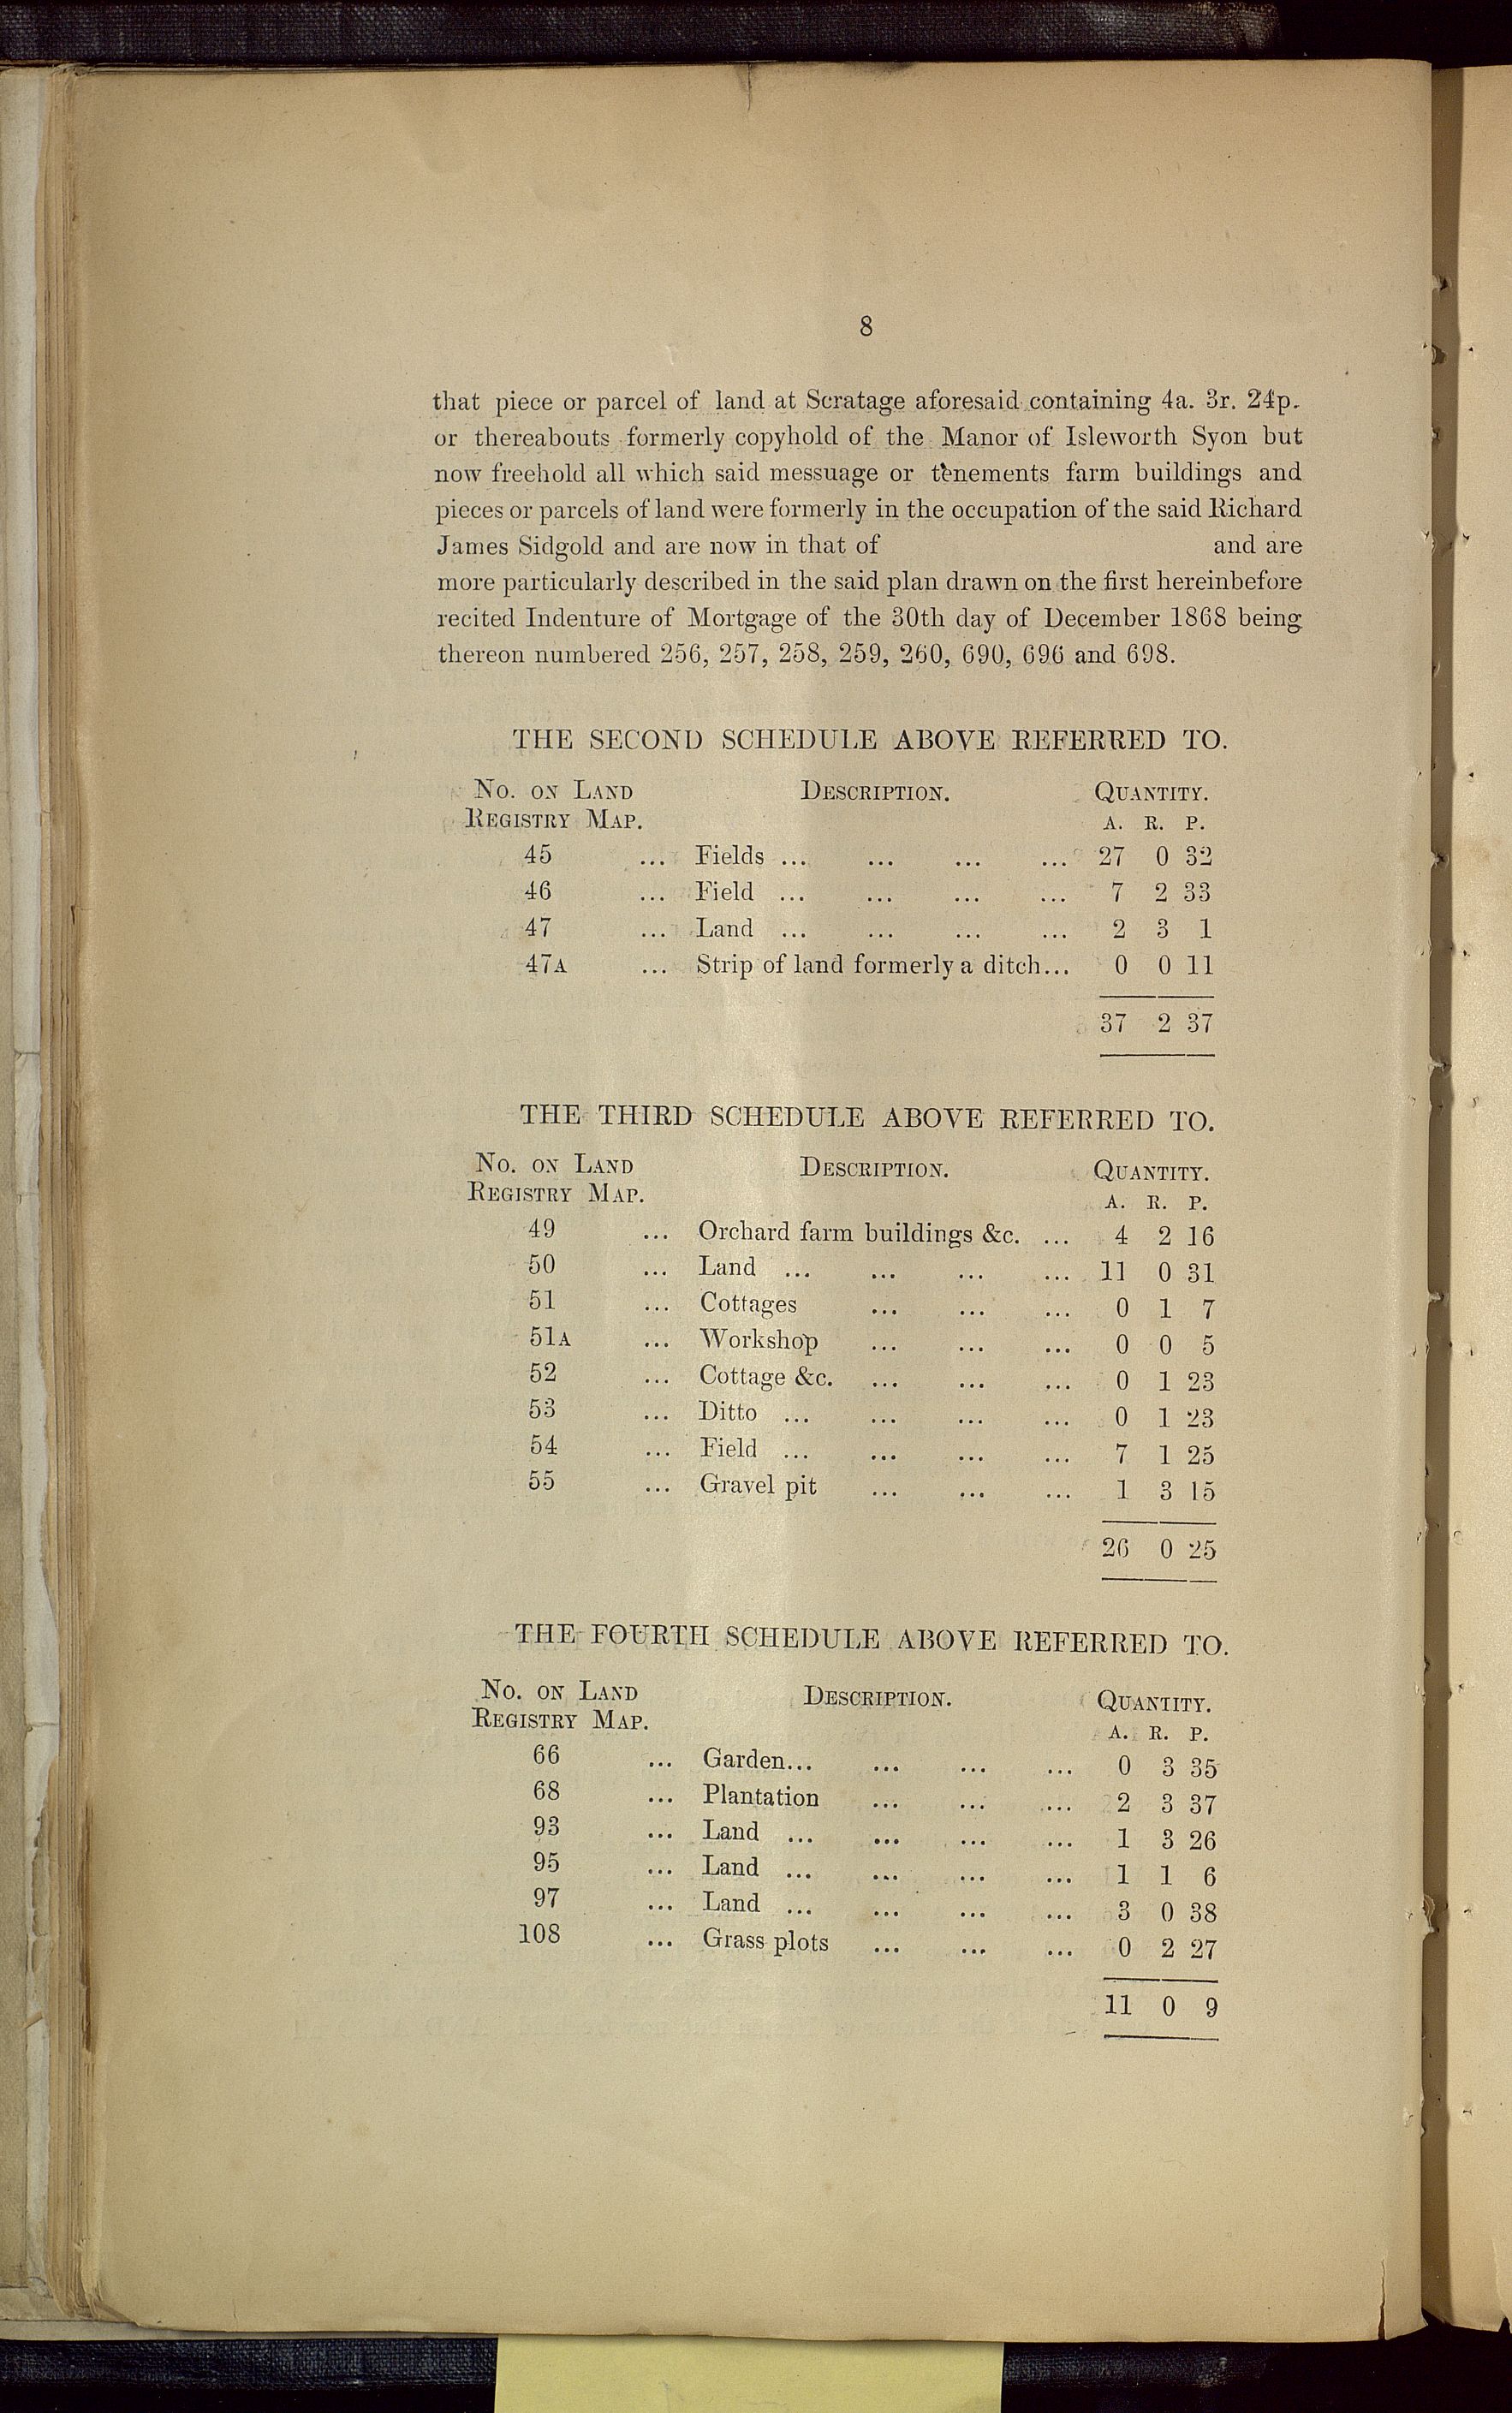 8
that piece or parcel of land at Scratage aforesaid containing 4a. 3r. 24p.
or thereabouts formerly copyhold of the Manor of Isleworth Syon but
now freehold all which said messuage or tenements farm buildings and
pieces or parcels of land were formerly in the occupation of the said Richard
James Sidgold and are now in that of and are
more particularly described in the said plan drawn on the first hereinbefore
recited Indenture of Mortgage of the 30th day of December 1868 being
thereon numbered 256, 257, 258, 259, 260, 690, 696 and 698.
THE SECOND SCHEDULE ABOVE REFERRED TO.
No. on Land Description. Quantity.
Registry Map. A. R. P.
45 ... Fields ... ... ... ... 27 0 32
46 ... Field ... ... ... ... 7 2 33
47 ... Land ... ... ... ... 2 3 1
47A ... Strip of land formerly a ditch... 0 0 11
37 2 37
THE THIRD SCHEDULE ABOVE REFERRED TO.
No. on Land Description. Quantity.
Registry Map. A. R. P.
49 ... Orchard farm buildings &c. ... 4 2 16
50 ... Land ... ... ... ... 11 0 31
51 ... Cottages ... ... ... 0 1 7
51A ... Workshop ... ... ... 0 0 5
52 ... Cottage &c. ... ... ... 0 1 23
53 ... Ditto ... ... ... ... 0 1 23
54 ... Field ... ... ... ... 7 1 25
55 ... Gravel pit ... ... ... 1 3 15
26 0 25
THE FOURTH SCHEDULE ABOVE REFERRED TO.
No. on Land Description. Quantity.
Registry Map. A. R. P.
66 ... Garden... ... ... ... 0 3 35
68 ... Plantation ... ... ... 2 3 37
93 ... Land ... ... ... ... 1 3 26
95 ... Land ... ... ... ... 1 1 6
97 ... Land ... ... ... ... 3 0 38
108 ... Grass plots ... ... ... 0 2 27
11 0 9